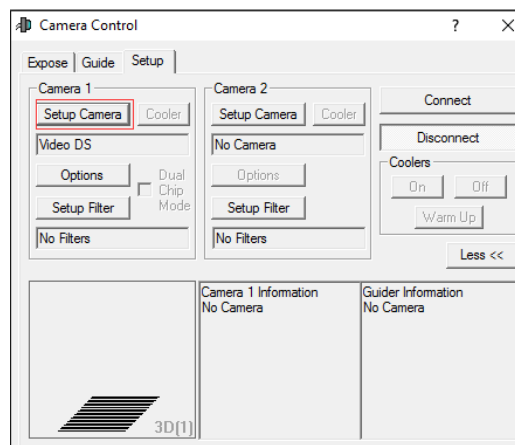 Camera Control
Expose Guide Setup
Camera 1
Setup Camera Cooler
Video DS
Options
Dual
Chip
Mode
Setup Filter
No Filters
Camera 2
Setup Camera Cooler
No Camera
Options
Setup Filter
No Filters
Connect
Disconnect
Coolers
On Off
Warm Up
Less <<
3D(1)
Camera 1 Information
No Camera
Guider Information
No Camera